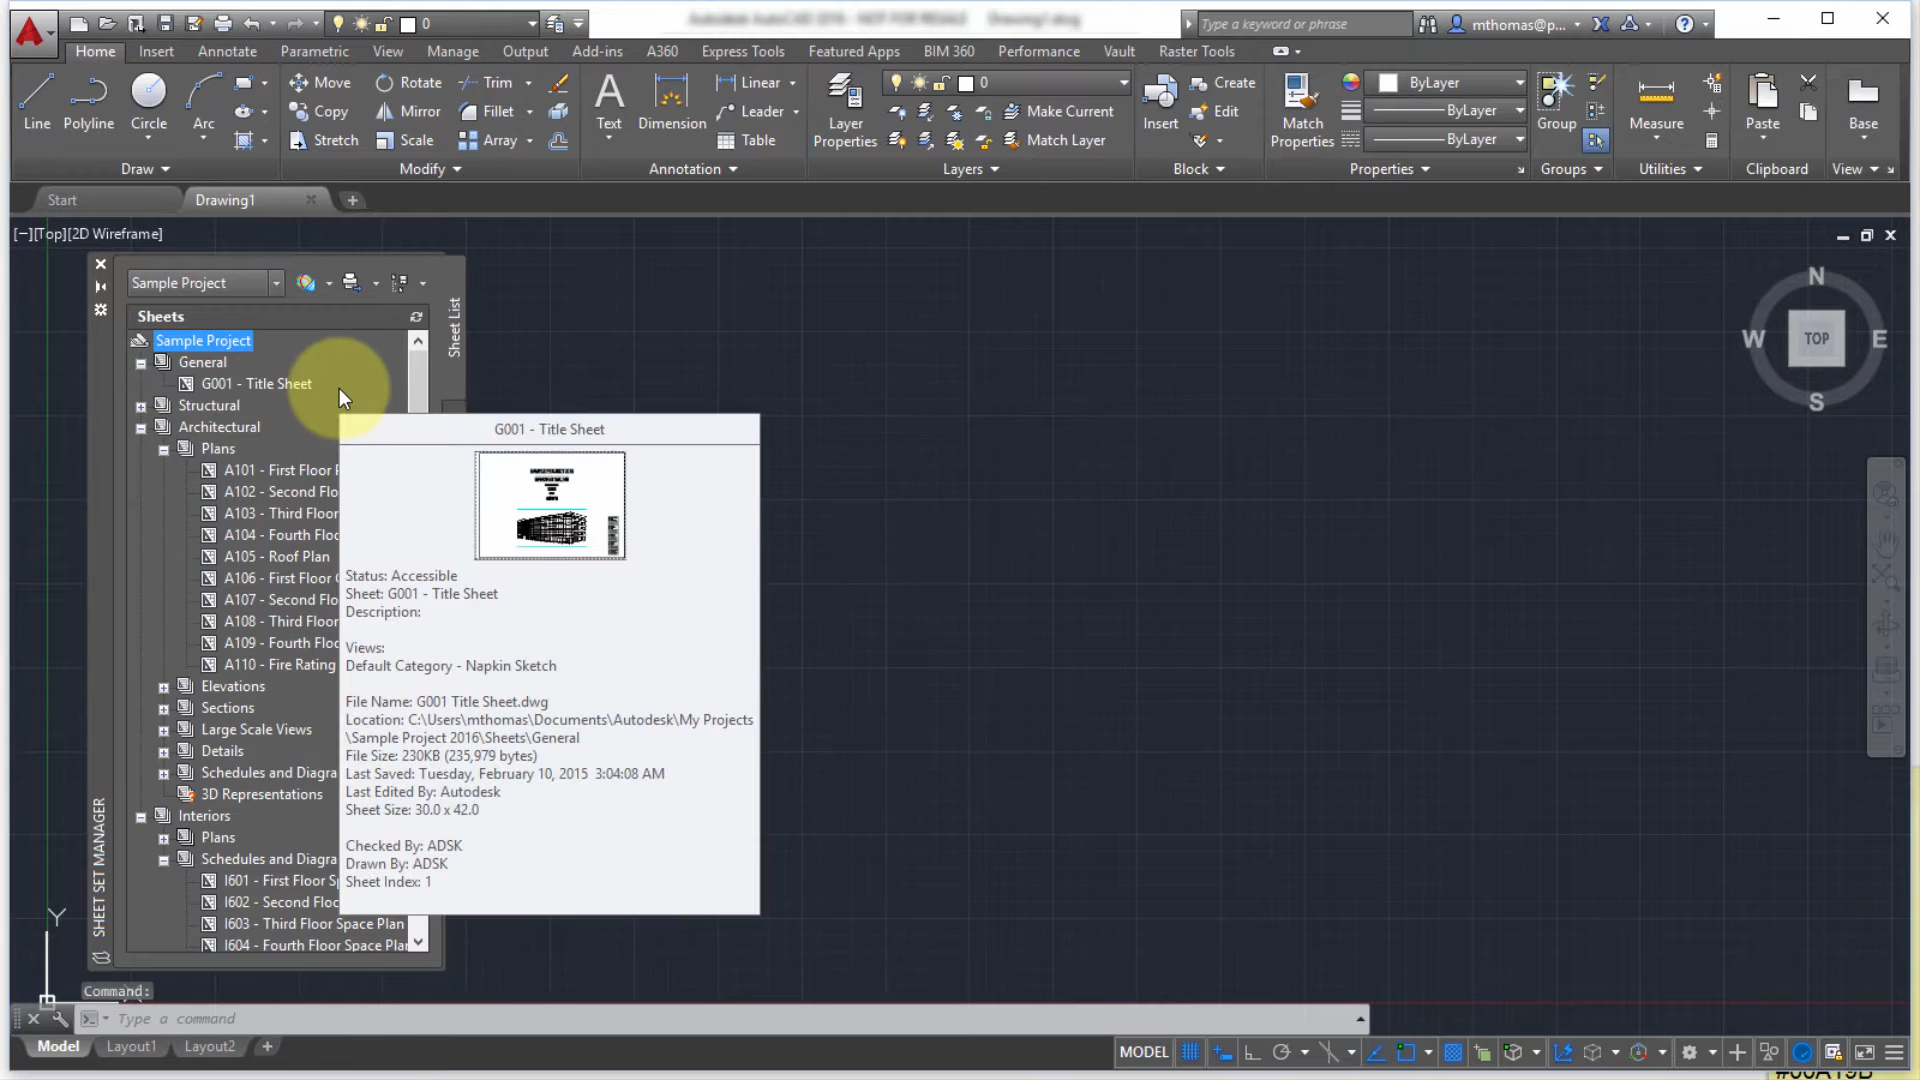 0
Autodesk AutoCAD 2016 - NOT FOR RESALE Drawing1.dwg
Type a keyword or phrase
mthomas@p...
Home Insert Annotate Parametric View Manage Output Add-ins A360 Express Tools Featured Apps BIM 360 Performance Vault Raster Tools
Line Polyline Circle Arc
Move Rotate Trim
Copy Mirror Fillet
Stretch Scale Array
Text Dimension
Linear
Leader
Table
Layer Properties
0
Make Current
Match Layer
Insert
Create
Edit
Match Properties
ByLayer
ByLayer
ByLayer
Group
Measure
Paste
Base
Draw Modify Annotation Layers Block Properties Groups Utilities Clipboard View
Start Drawing1
[−][Top][2D Wireframe]
N
W TOP E
S
Sample Project
Sheets
Sheet List
Sample Project
General
G001 - Title Sheet
Structural
Architectural
Plans
A101 - First Floor
A102 - Second Flo
A103 - Third Floor
A104 - Fourth Floo
A105 - Roof Plan
A106 - First Floor
A107 - Second Flo
A108 - Third Floor
A109 - Fourth Floo
A110 - Fire Rating
Elevations
Sections
Large Scale Views
Details
Schedules and Diagra
3D Representations
Interiors
Plans
Schedules and Diagra
I601 - First Floor S
I602 - Second Floo
I603 - Third Floor Space Plan
I604 - Fourth Floor Space Plan
SHEET SET MANAGER
G001 - Title Sheet
Status: Accessible
Sheet: G001 - Title Sheet
Description:
Views:
Default Category - Napkin Sketch
File Name: G001 Title Sheet.dwg
Location: C:\Users\mthomas\Documents\Autodesk\My Projects
\Sample Project 2016\Sheets\General
File Size: 230KB (235,979 bytes)
Last Saved: Tuesday, February 10, 2015 3:04:08 AM
Last Edited By: Autodesk
Sheet Size: 30.0 x 42.0
Checked By: ADSK
Drawn By: ADSK
Sheet Index: 1
Y
Command:
Type a command
Model Layout1 Layout2
MODEL
#00A19B